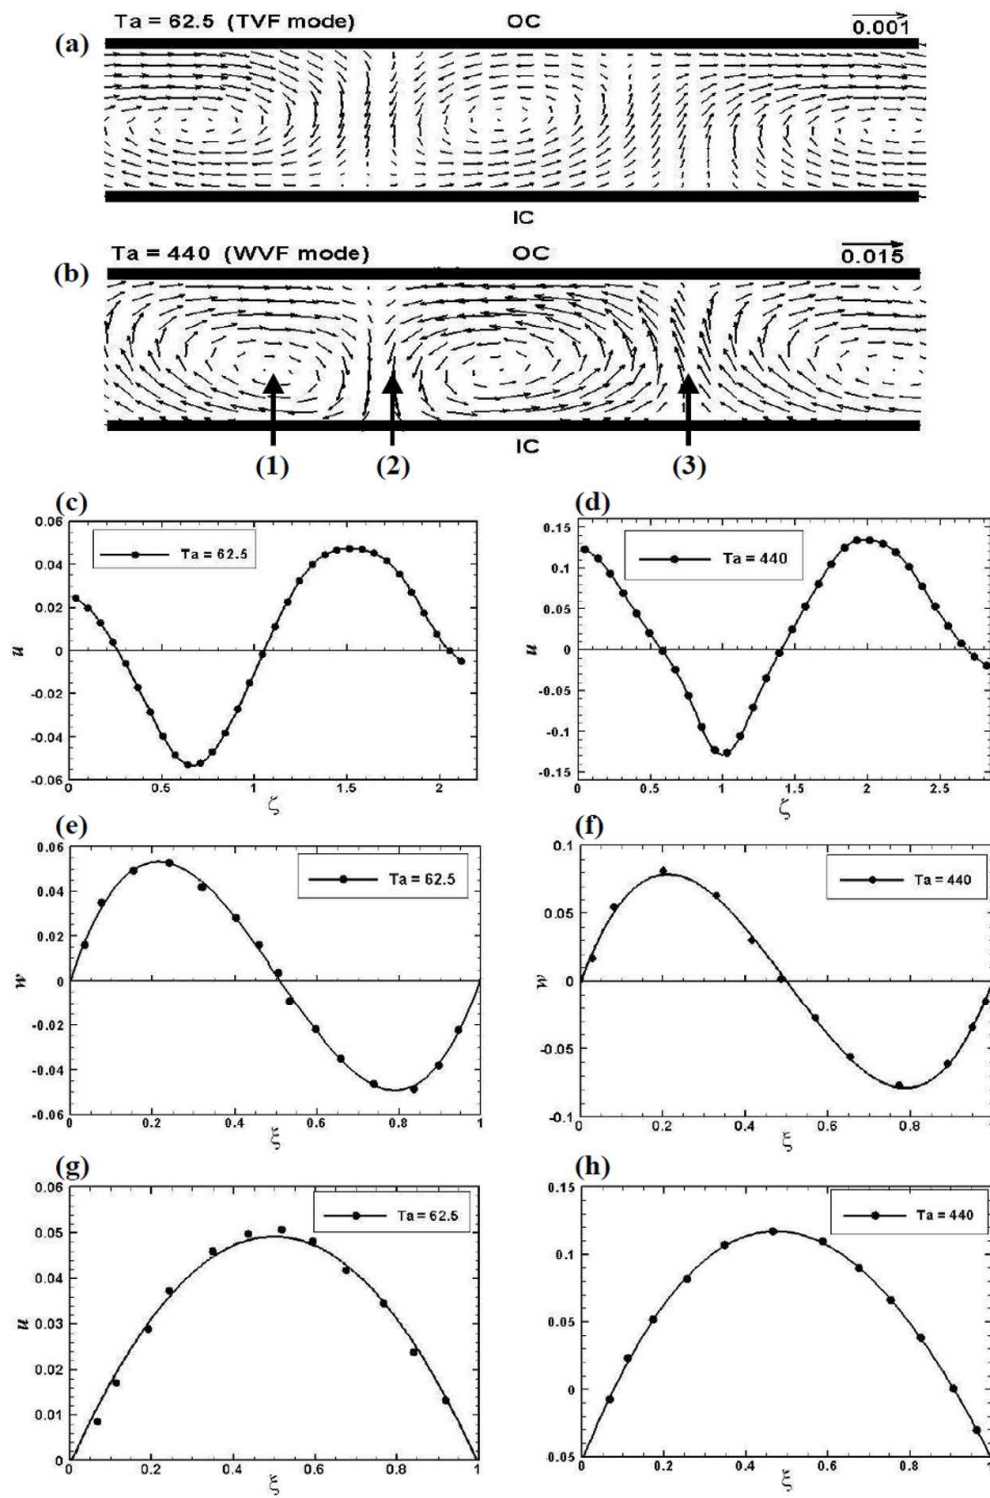 Ta = 62.5 (TVF mode) OC 0.001
(a)
IC
Ta = 440 (WVF mode) OC 0.015
(b)
IC
(1) (2) (3)
(c) (d)
0.06 0.04 0.02 0 -0.02 -0.04 -0.06
u
Ta = 62.5
0 0.5 1 1.5 2
ζ
0.15 0.1 0.05 0 -0.05 -0.1 -0.15
u
Ta = 440
0 0.5 1 1.5 2 2.5
ζ
(e) (f)
0.06 0.04 0.02 0 -0.02 -0.04 -0.06
w
Ta = 62.5
0 0.2 0.4 0.6 0.8 1
ξ
0.1 0.05 0 -0.05 -0.1
w
Ta = 440
0 0.2 0.4 0.6 0.8 1
ξ
(g) (h)
0.06 0.05 0.04 0.03 0.02 0.01 0
u
Ta = 62.5
0 0.2 0.4 0.6 0.8 1
ξ
0.15 0.1 0.05 0 -0.05
u
Ta = 440
0 0.2 0.4 0.6 0.8 1
ξ